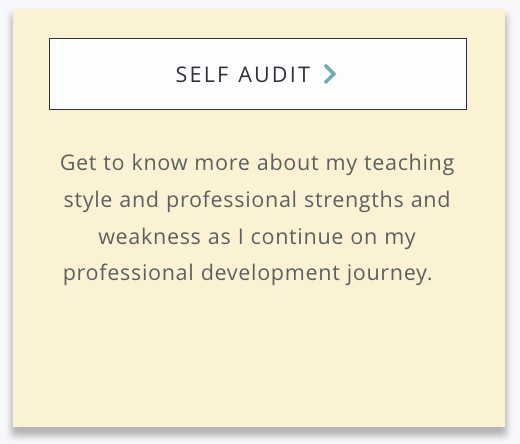 SELF AUDIT
Get to know more about my teaching
style and professional strengths and
weakness as I continue on my
professional development journey.